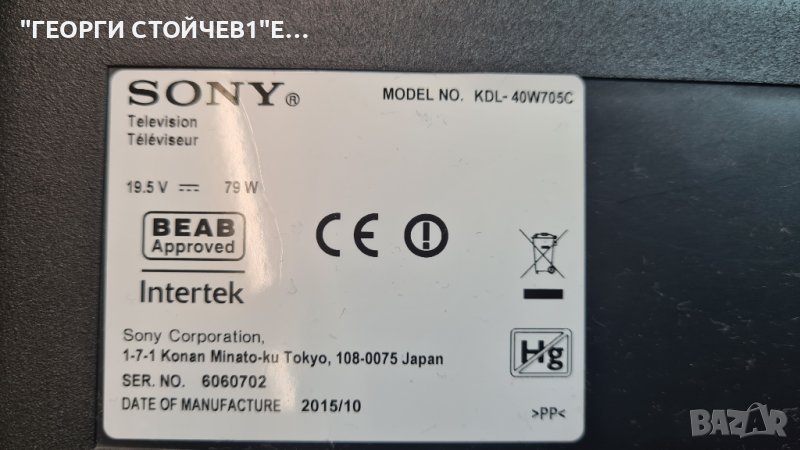 "ГЕОРГИ СТОЙЧЕВ1"Е...
SONY® MODEL NO. KDL-40W705C
Television
Téléviseur
19.5 V ⎓ 79 W
BEAB
Approved
Intertek
CE
Sony Corporation,
1-7-1 Konan Minato-ku Tokyo, 108-0075 Japan
Hg
SER. NO. 6060702
DATE OF MANUFACTURE 2015/10
>PP<
BAZAR